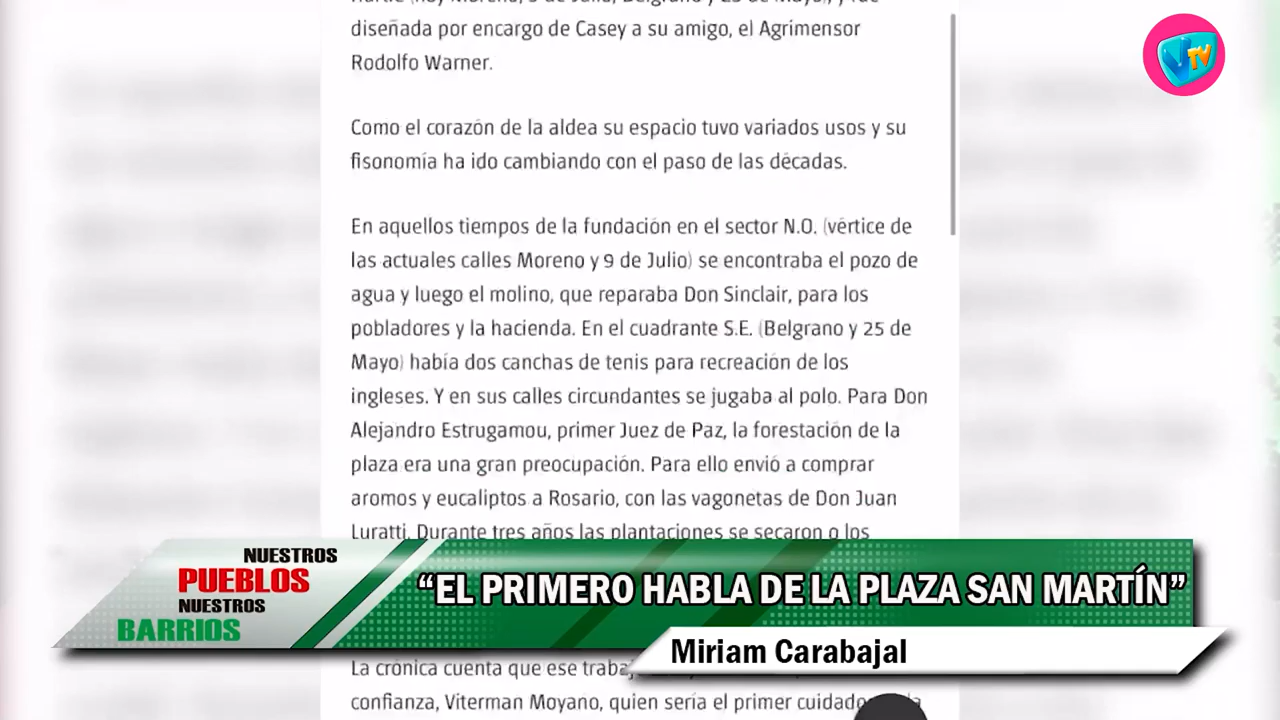 diseñada por encargo de Casey a su amigo, el Agrimensor
Rodolfo Warner.
Como el corazón de la aldea su espacio tuvo variados usos y su
fisonomía ha ido cambiando con el paso de las décadas.
En aquellos tiempos de la fundación en el sector N.O. (vértice de
las actuales calles Moreno y 9 de Julio) se encontraba el pozo de
agua y luego el molino, que reparaba Don Sinclair, para los
pobladores y la hacienda. En el cuadrante S.E. (Belgrano y 25 de
Mayo) había dos canchas de tenis para recreación de los
ingleses. Y en sus calles circundantes se jugaba al polo. Para Don
Alejandro Estrugamou, primer Juez de Paz, la forestación de la
plaza era una gran preocupación. Para ello envió a comprar
aromos y eucaliptos a Rosario, con las vagonetas de Don Juan
Luratti. Durante tres años las plantaciones se secaron o los
NUESTROS
PUEBLOS
NUESTROS
BARRIOS
“EL PRIMERO HABLA DE LA PLAZA SAN MARTÍN”
Miriam Carabajal
La crónica cuenta que ese
confianza, Viterman Moyano, quien sería el primer
TV